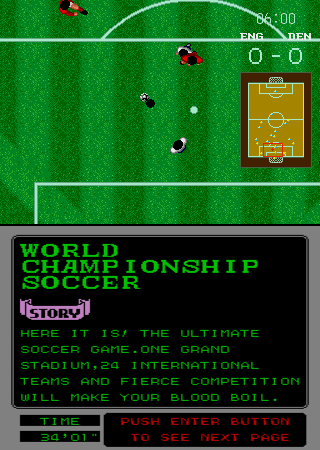 06:00
ENG DEN
0 - 0
WORLD
CHAMPIONSHIP
SOCCER
STORY
HERE IT IS! THE ULTIMATE
SOCCER GAME.ONE GRAND
STADIUM,24 INTERNATIONAL
TEAMS AND FIERCE COMPETITION
WILL MAKE YOUR BLOOD BOIL.
TIME
34'01"
PUSH ENTER BUTTON
TO SEE NEXT PAGE